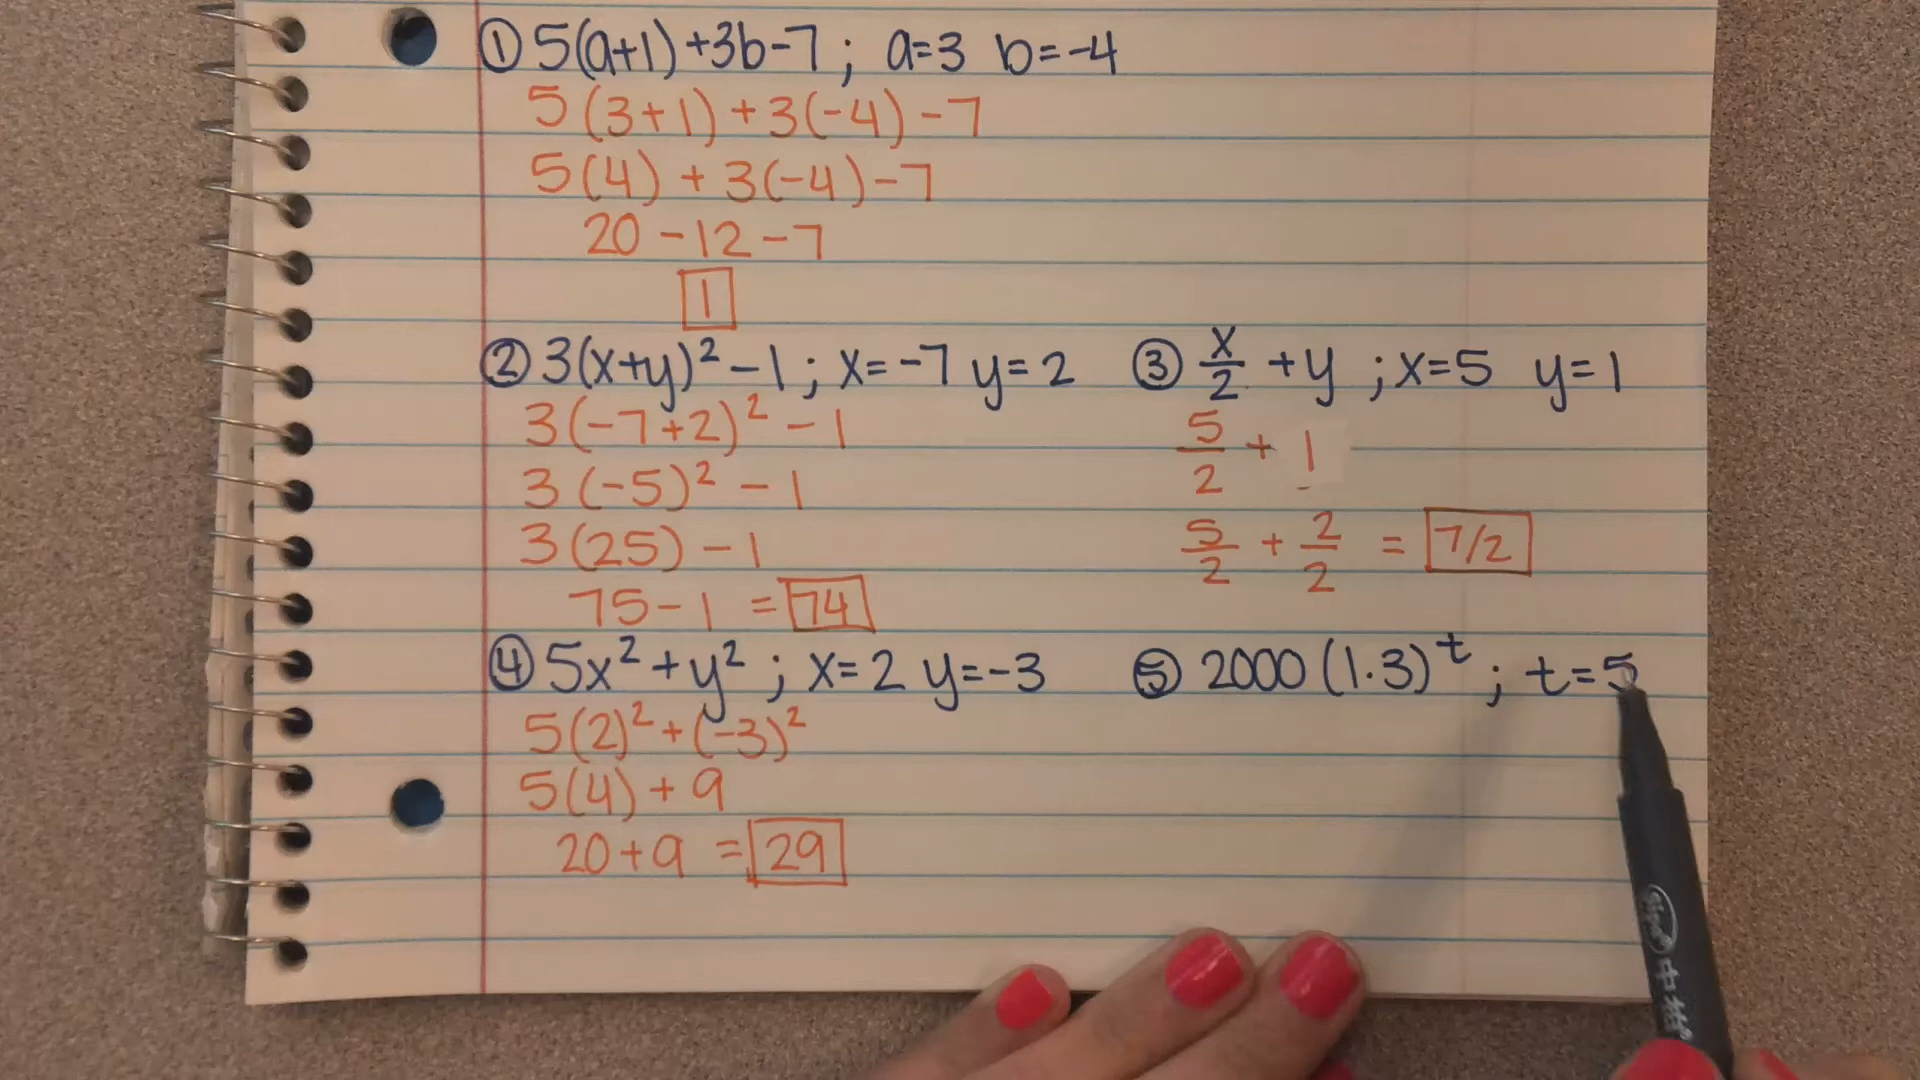 ① 5(a+1)+3b-7; a=3 b=-4
5(3+1)+3(-4)-7
5(4)+3(-4)-7
20-12-7
1
② 3(x+y)²-1; x=-7 y=2
3(-7+2)²-1
3(-5)²-1
3(25)-1
75-1 = 74
③ x/2 +y ; x=5 y=1
5/2 + 1
5/2 + 2/2 = 7/2
④ 5x²+y²; x=2 y=-3
5(2)²+(-3)²
5(4)+9
20+9 = 29
⑤ 2000(1.3)^t; t=5